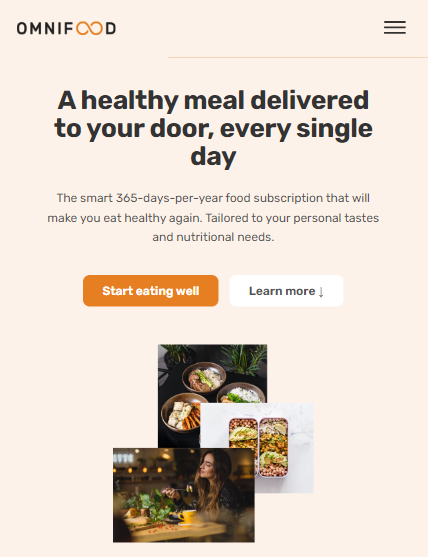 OMNIFOOD
A healthy meal delivered
to your door, every single
day
The smart 365-days-per-year food subscription that will
make you eat healthy again. Tailored to your personal tastes
and nutritional needs.
Start eating well
Learn more ↓